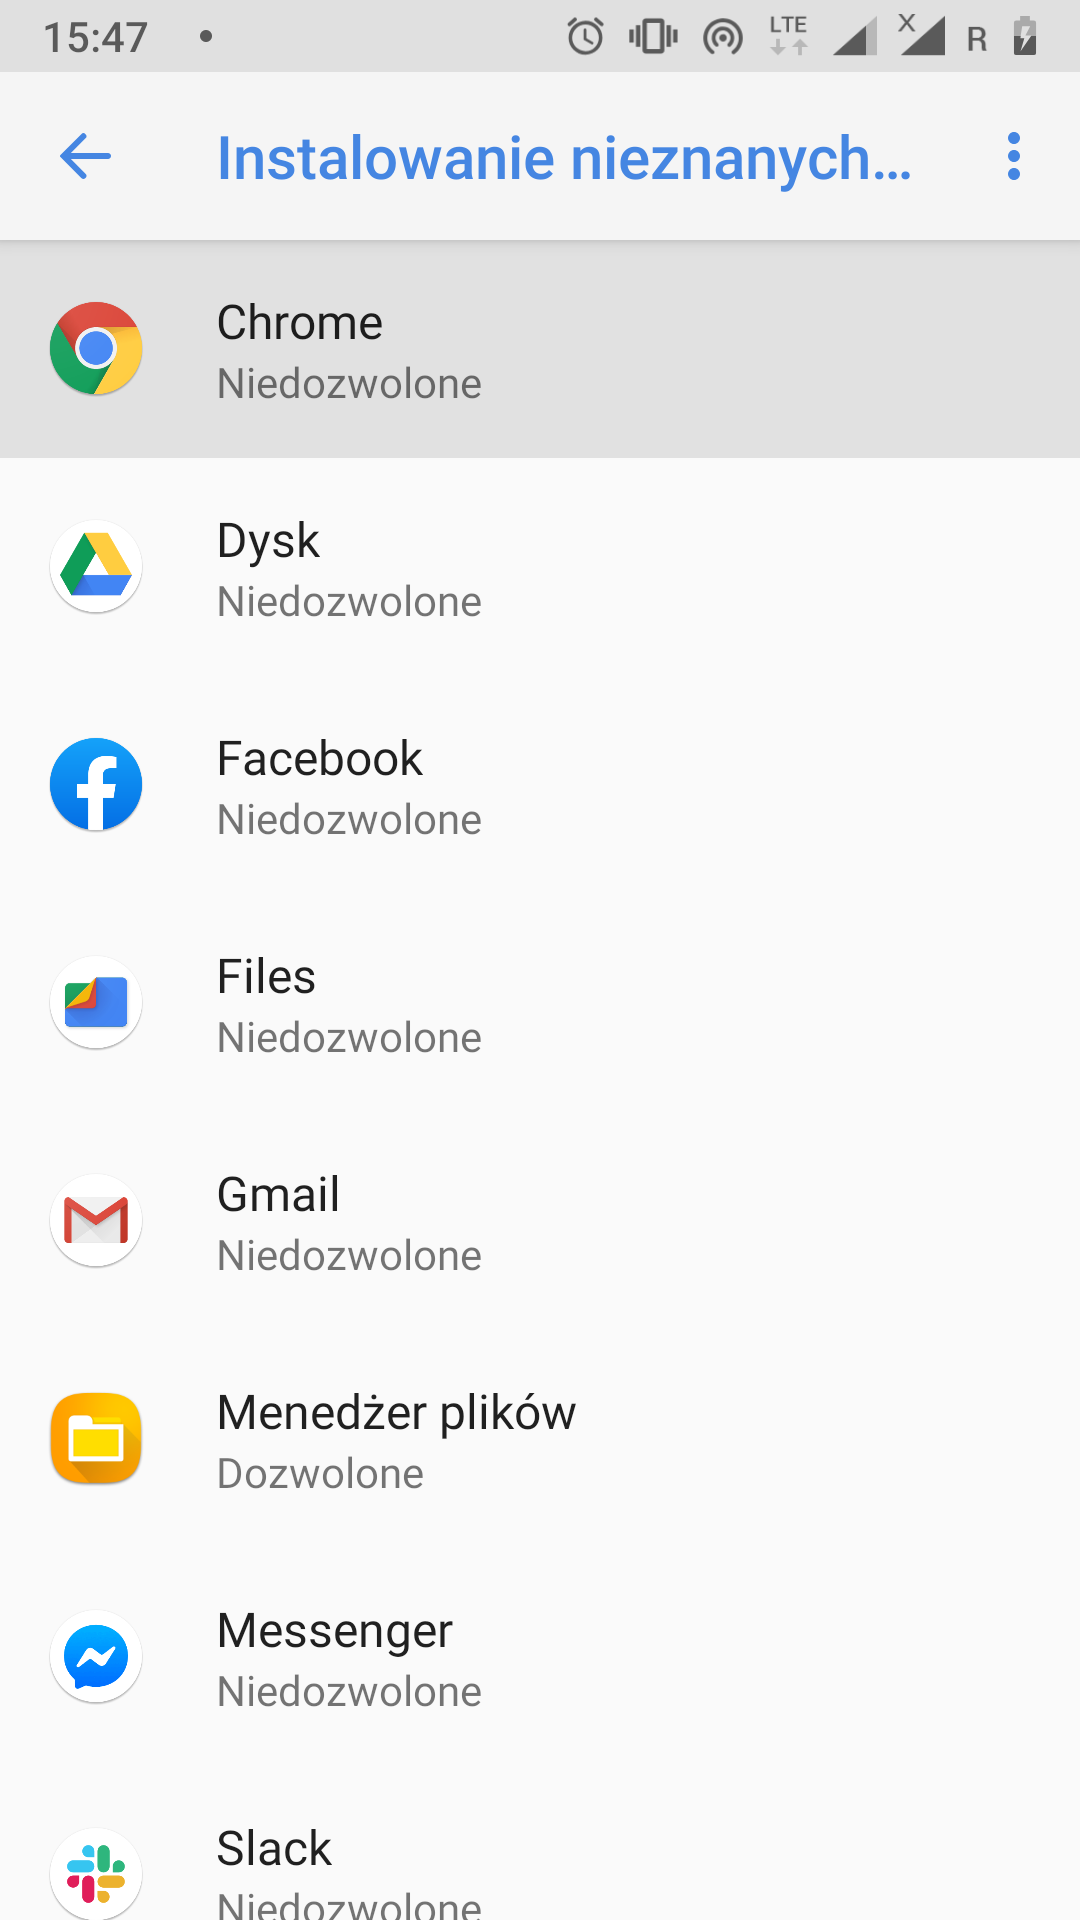 15:47
LTE
X
R
Instalowanie nieznanych...
Chrome
Niedozwolone
Dysk
Niedozwolone
Facebook
Niedozwolone
Files
Niedozwolone
Gmail
Niedozwolone
Menedżer plików
Dozwolone
Messenger
Niedozwolone
Slack
Niedozwolone